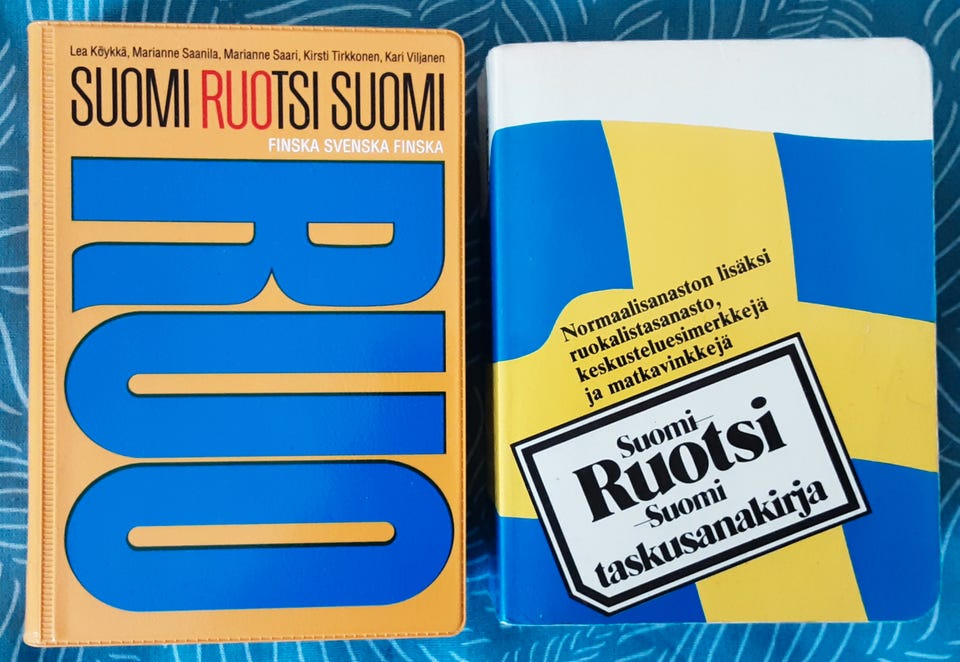 Lea Köykkä, Marianne Saanila, Marianne Saari, Kirsti Tirkkonen, Kari Viljanen
SUOMI RUOTSI SUOMI
FINSKA SVENSKA FINSKA
RUO
Normaalisanaston lisäksi
ruokalistasanasto,
keskusteluesimerkkejä
ja matkavinkkejä
Suomi–
Ruotsi
–Suomi
taskusanakirja